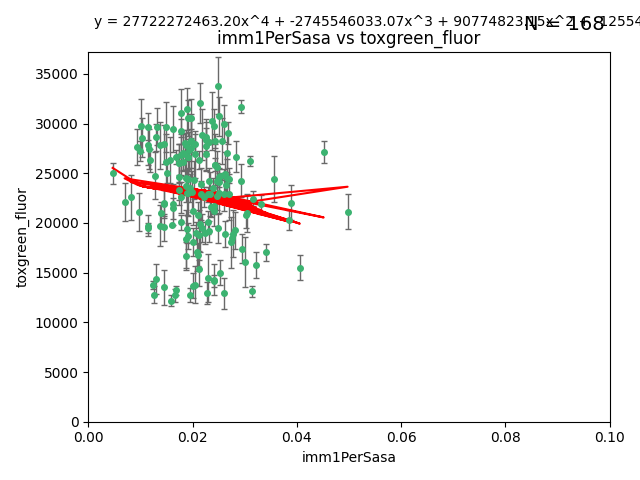 y = 27722272463.20x^4 + -2745546033.07x^3 +
N = 168
imm1PerSasa vs toxgreen_fluor
35000
30000
25000
20000
15000
10000
5000
0
toxgreen_fluor
0.00 0.02 0.04 0.06 0.08 0.10
imm1PerSasa